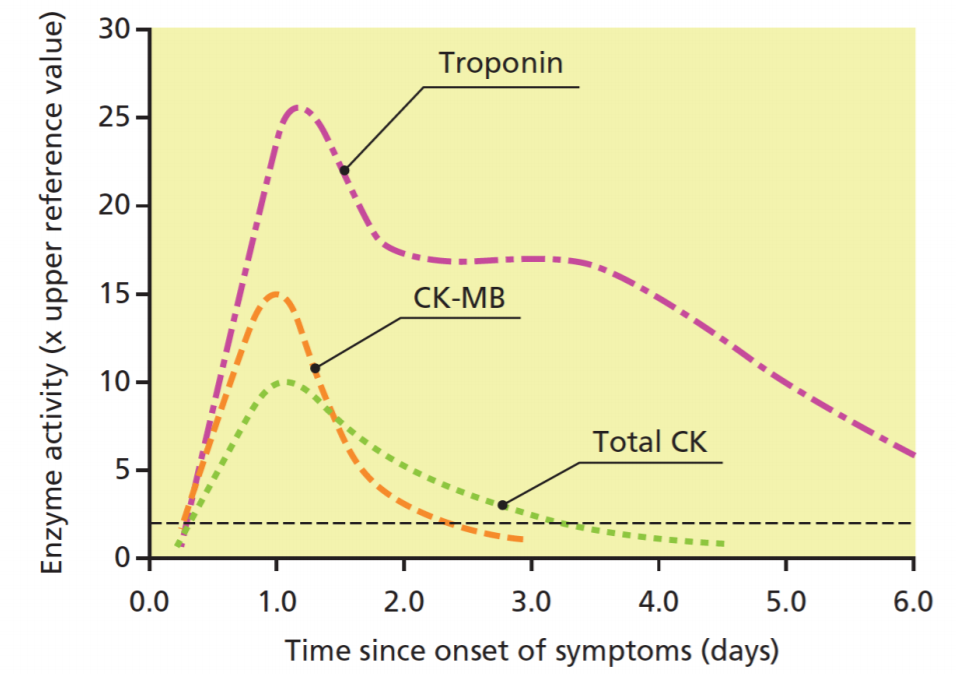 Enzyme activity (x upper reference value)
30
25
20
15
10
5
0
Troponin
CK-MB
Total CK
0.0 1.0 2.0 3.0 4.0 5.0 6.0
Time since onset of symptoms (days)